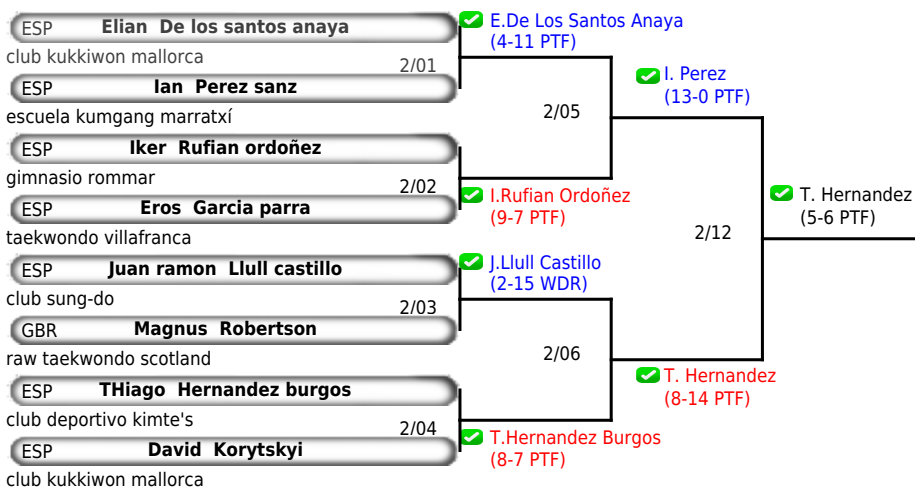 ESP Elian De los santos anaya
club kukkiwon mallorca
2/01
ESP Ian Perez sanz
escuela kumgang marratxí
ESP Iker Rufian ordoñez
gimnasio rommar
2/02
ESP Eros Garcia parra
taekwondo villafranca
ESP Juan ramon Llull castillo
club sung-do
2/03
GBR Magnus Robertson
raw taekwondo scotland
ESP THiago Hernandez burgos
club deportivo kimte's
2/04
ESP David Korytskyi
club kukkiwon mallorca
E.De Los Santos Anaya
(4-11 PTF)
2/05
I.Rufian Ordoñez
(9-7 PTF)
J.Llull Castillo
(2-15 WDR)
2/06
T.Hernandez Burgos
(8-7 PTF)
I. Perez
(13-0 PTF)
2/12
T. Hernandez
(8-14 PTF)
T. Hernandez
(5-6 PTF)